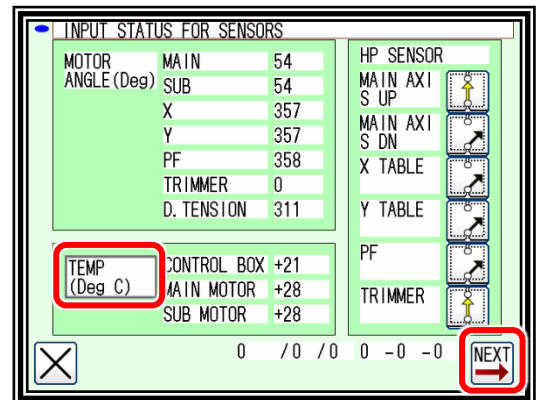 INPUT STATUS FOR SENSORS
MOTOR
ANGLE(Deg)
MAIN 54
SUB 54
X 357
Y 357
PF 358
TRIMMER 0
D.TENSION 311
TEMP
(Deg C)
CONTROL BOX +21
MAIN MOTOR +28
SUB MOTOR +28
HP SENSOR
MAIN AXI
S UP
MAIN AXI
S DN
X TABLE
Y TABLE
PF
TRIMMER
0 /0 /0 0 -0 -0
NEXT